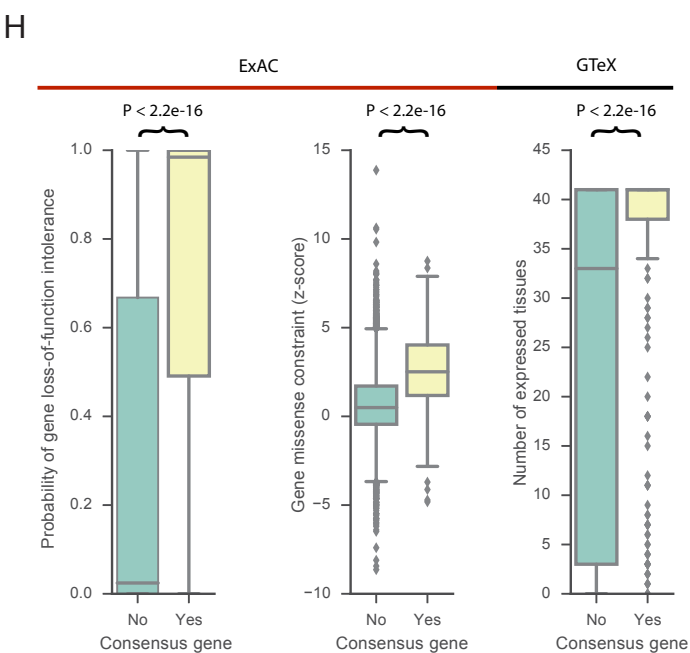 H
ExAC
GTeX
P < 2.2e-16
P < 2.2e-16
P < 2.2e-16
Probability of gene loss-of-function intolerance
1.0
0.8
0.6
0.4
0.2
0.0
No Yes
Consensus gene
Gene missense constraint (z-score)
15
10
5
0
−5
−10
No Yes
Consensus gene
Number of expressed tissues
45
40
35
30
25
20
15
10
5
0
No Yes
Consensus gene